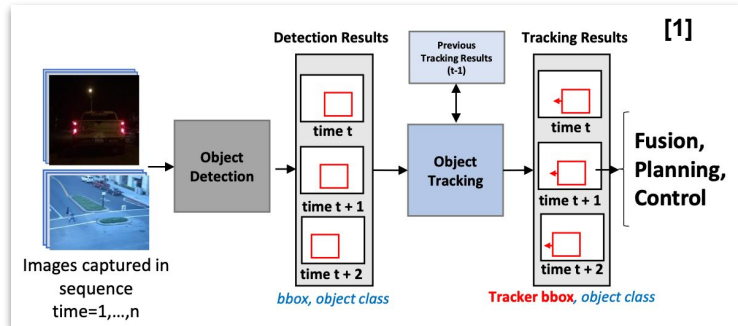 [1]
Detection Results
Tracking Results
Previous
Tracking Results
(t-1)
Object
Detection
Object
Tracking
time t
time t + 1
time t + 2
time t
time t + 1
time t + 2
Fusion,
Planning,
Control
Images captured in
sequence
time=1,...,n
bbox, object class
Tracker bbox, object class